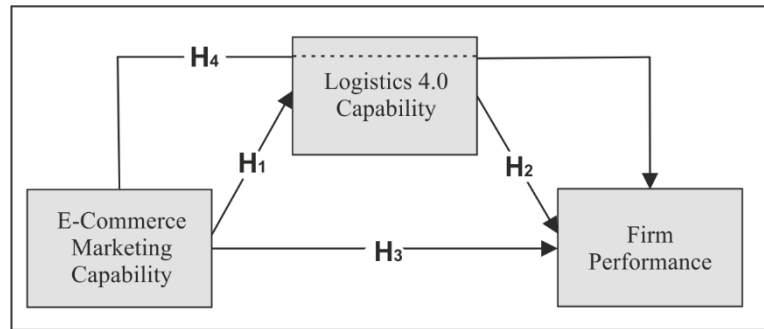 H4
Logistics 4.0
Capability
H1
H2
E-Commerce
Marketing
Capability
H3
Firm
Performance